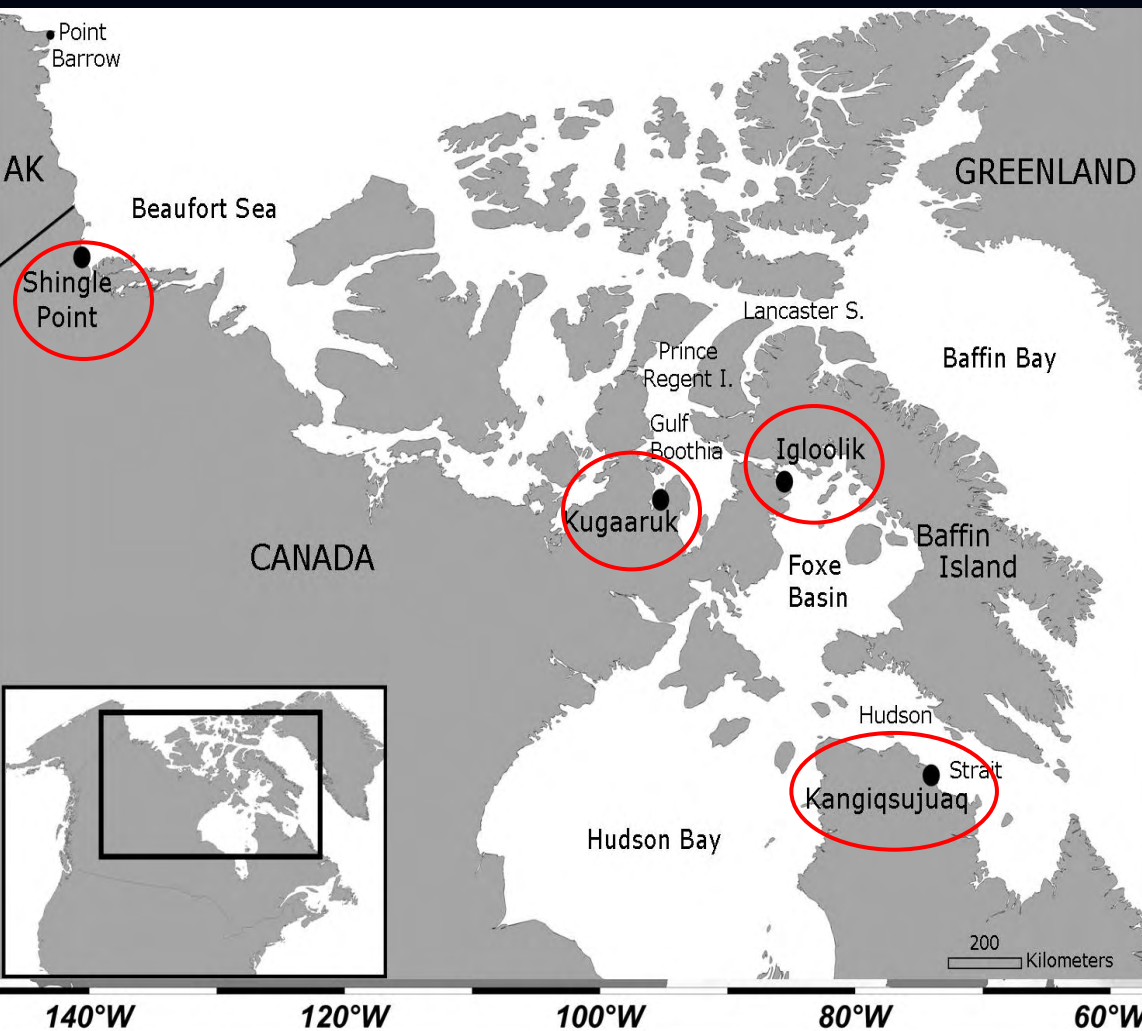 Point
Barrow
AK
GREENLAND
Beaufort Sea
Shingle
Point
Lancaster S.
Prince
Regent I.
Baffin Bay
Gulf
Boothia
Igloolik
Kugaaruk
CANADA
Baffin
Island
Foxe
Basin
Hudson
Strait
Kangiqsujuaq
Hudson Bay
200
Kilometers
140°W
120°W
100°W
80°W
60°W